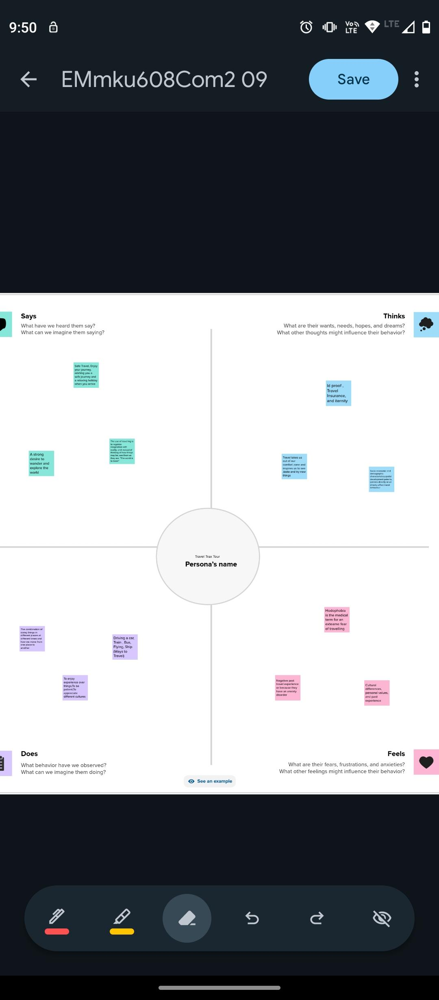 9:50
Vo LTE
LTE
EMmku608Com2 09
Save
Says
What have we heard them say?
What can we imagine them saying?
Thinks
What are their wants, needs, hopes, and dreams?
What other thoughts might influence their behavior?
Safe Travel, Enjoy
your journey,
wishing you a
safe journey and
a relaxing holiday
when you arrive
Id proof ,
Travel
Insurance,
and iternity
A strong
desire to
wander and
explore the
world
The use of traveling is
to regulate
imagination with
reality, and instead of
thinking of how things
may be, see them as
they are. "The world is
to book"
Travel takes us
out of our
comfort zone and
inspires us to see
,taste and try new
things
Socio economic and
demographic
characteristics,spatial
development patents,
policies directly or un
directly affect travel
behaviour
Travel Trax Tour
Persona's name
The combination of
doing things in
different places at
different times and
how we move from
one place to
another
Driving a car,
Train , Bus,
Flying, Ship
(Ways to
Travel)
To enjoy
experience over
things,To be
patient,To
appreciate
different cultures
Hodophobia
is the medical
term for an
exteame fear
of travelling
Negative past
travel experience
or because they
have an anxiety
disorder
Cultural
differences,
personal values,
and past
experience
Does
What behavior have we observed?
What can we imagine them doing?
Feels
What are their fears, frustrations, and anxieties?
What other feelings might influence their behavior?
See an example